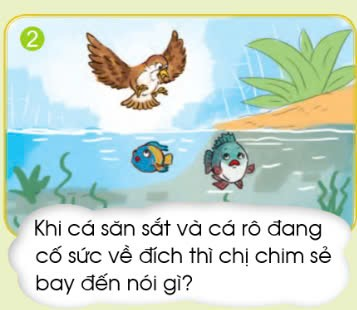 2
Khi cá săn sắt và cá rô đang
cố sức về đích thì chị chim sẻ
bay đến nói gì?